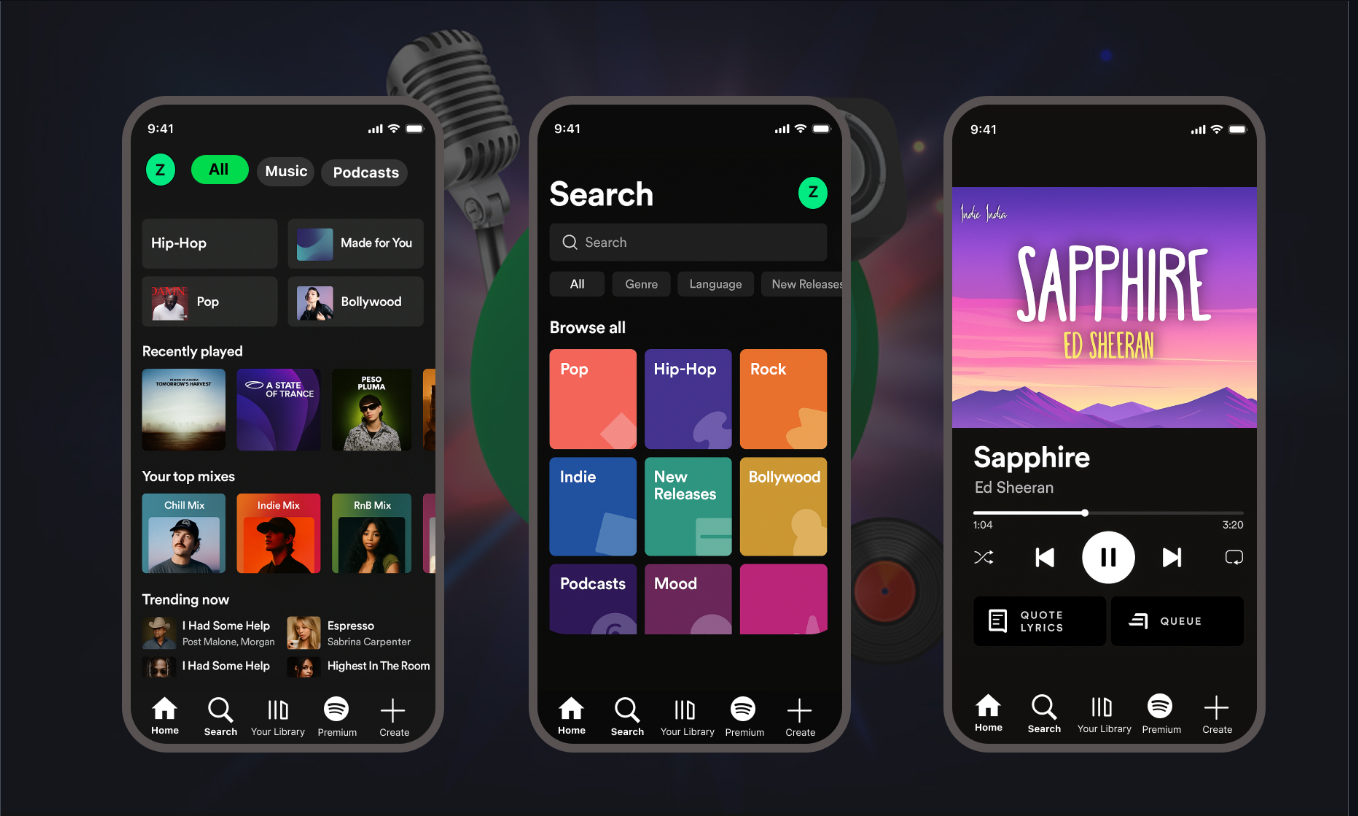 9:41
Z
All
Music
Podcasts
Hip-Hop
Made for You
Pop
Bollywood
Recently played
TOMORROW'S HARVEST
A STATE
OF TRANCE
PESO
PLUMA
Your top mixes
Chill Mix
Indie Mix
RnB Mix
Trending now
I Had Some Help
Post Malone, Morgan
Espresso
Sabrina Carpenter
I Had Some Help
Highest In The Room
Home
Search
Your Library
Premium
Create
9:41
Search
Z
Search
All
Genre
Language
New Releases
Browse all
Pop
Hip-Hop
Rock
Indie
New
Releases
Bollywood
Podcasts
Mood
Home
Search
Your Library
Premium
Create
9:41
Indie India
SAPPHIRE
ED SHEERAN
Sapphire
Ed Sheeran
1:04
3:20
QUOTE
LYRICS
QUEUE
Home
Search
Your Library
Premium
Create